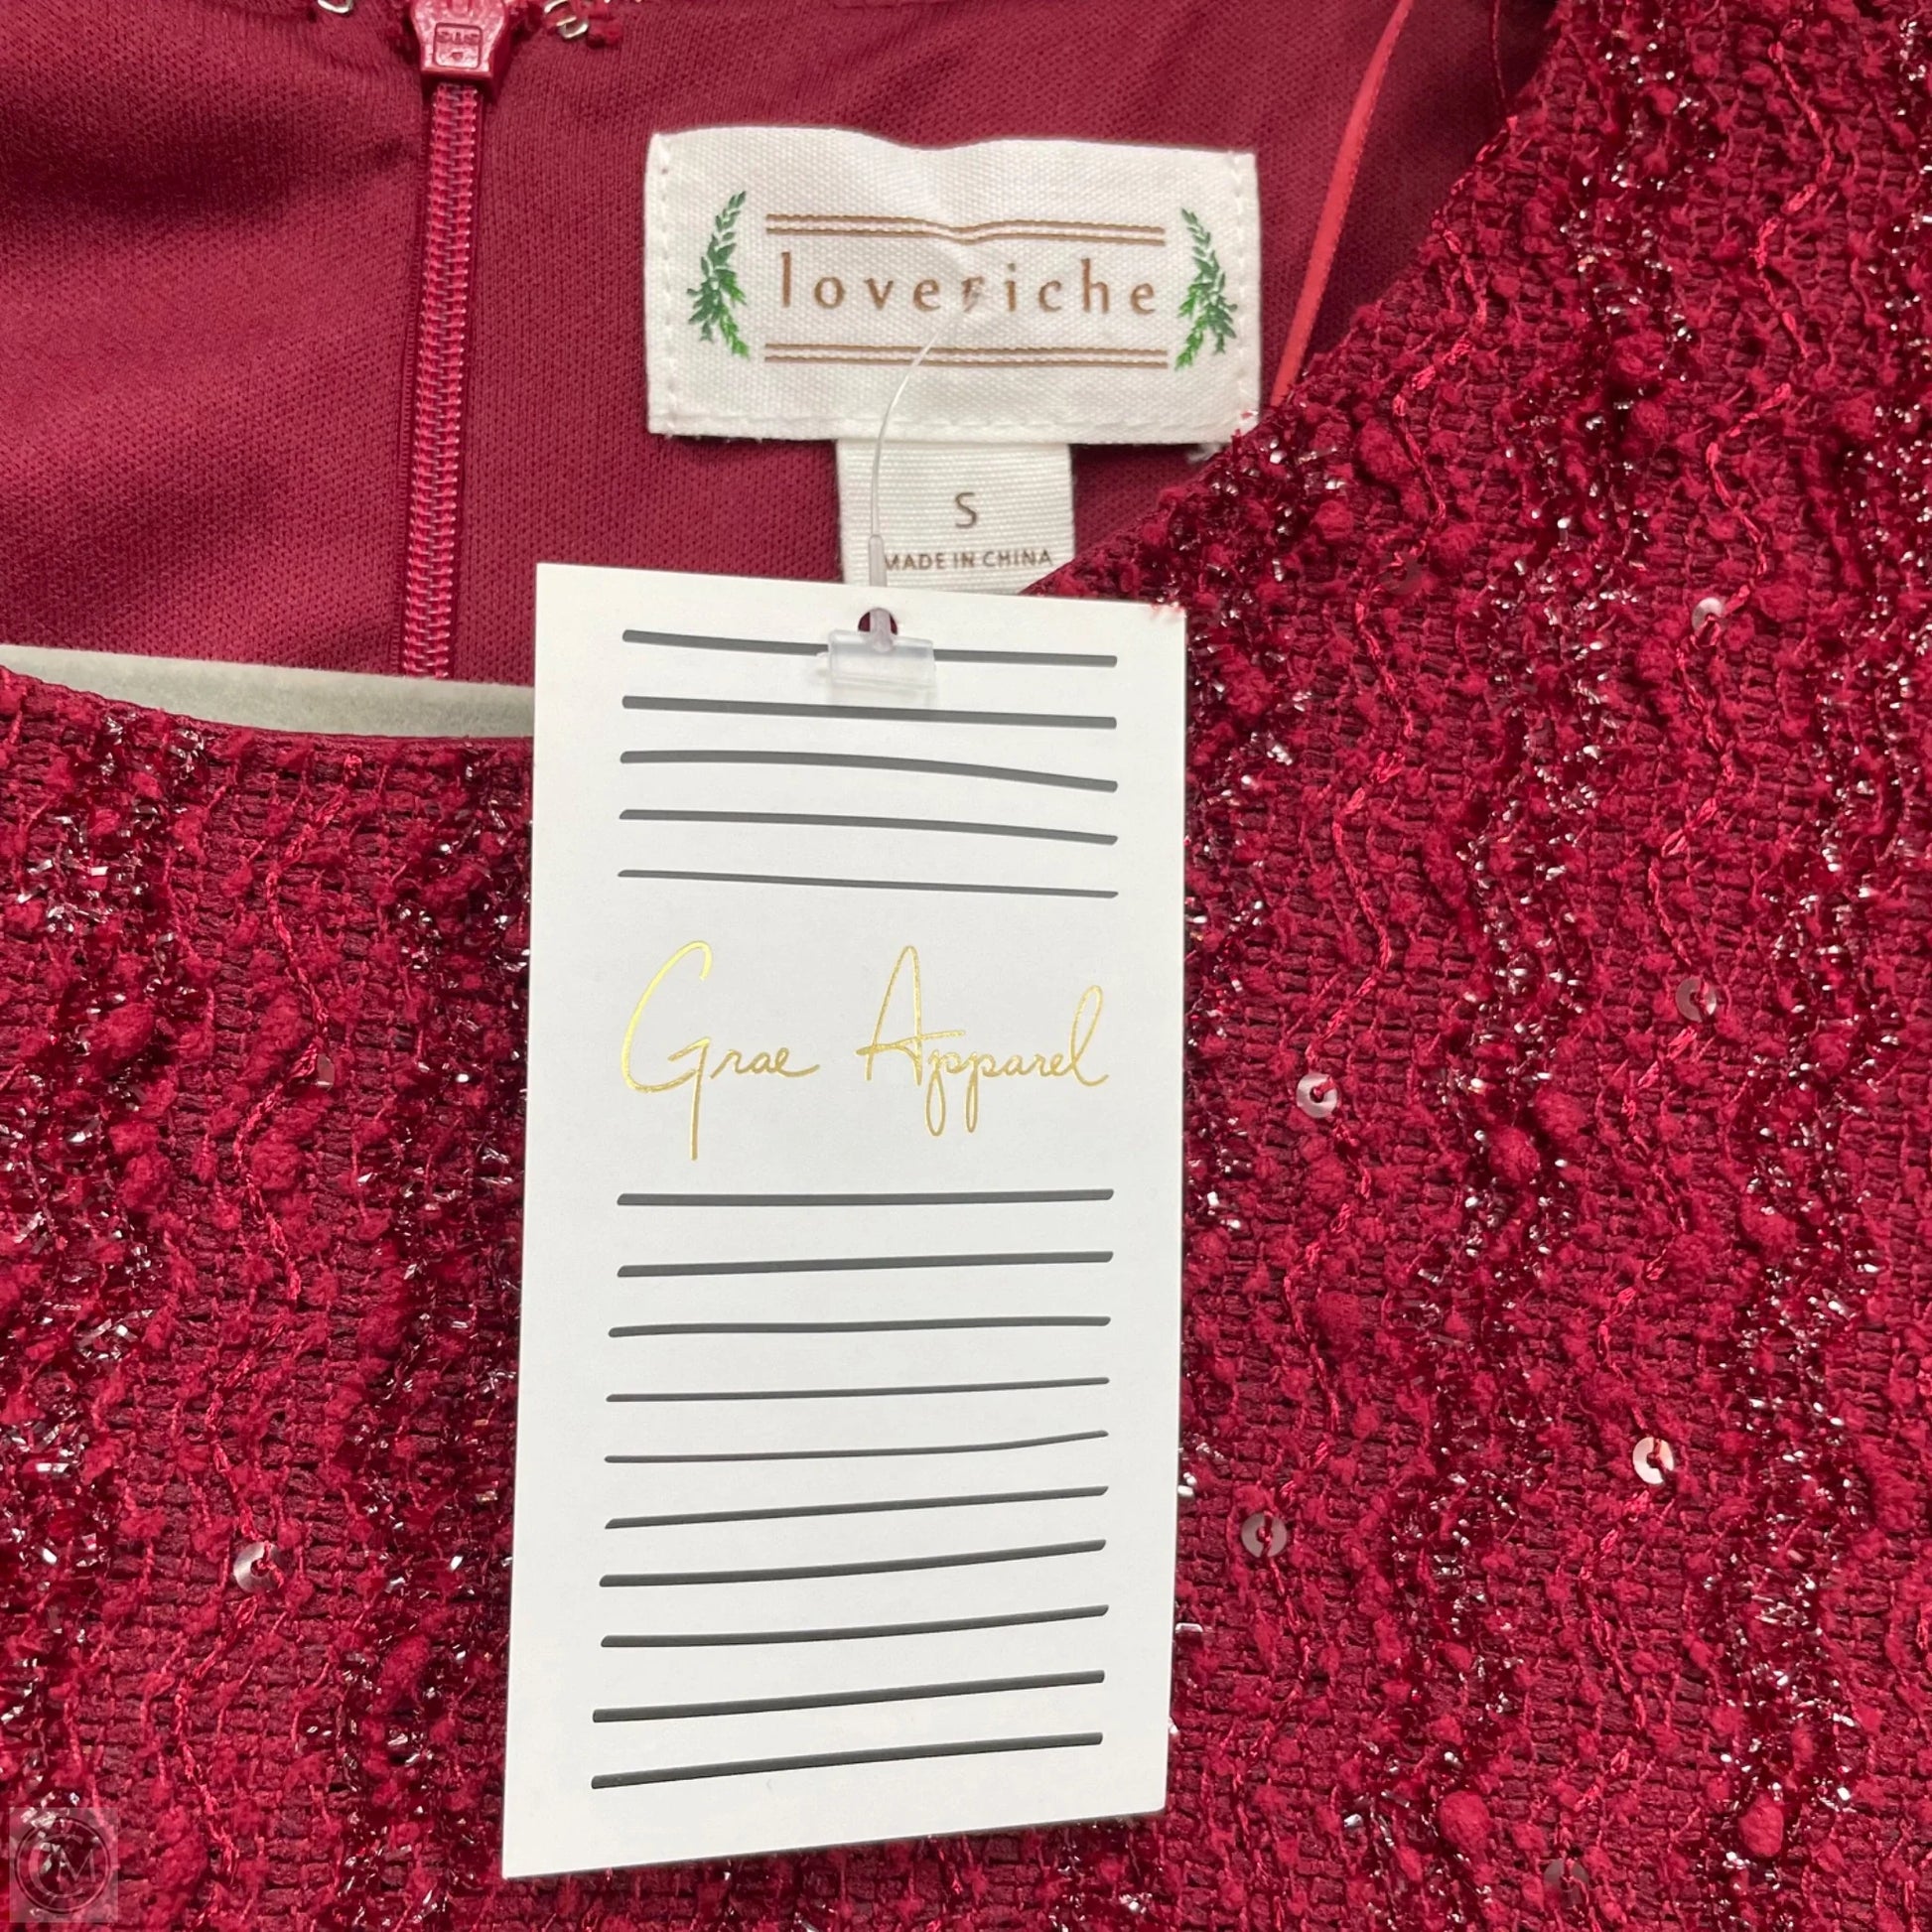 loveriche
S
MADE IN CHINA
Grae Apparel